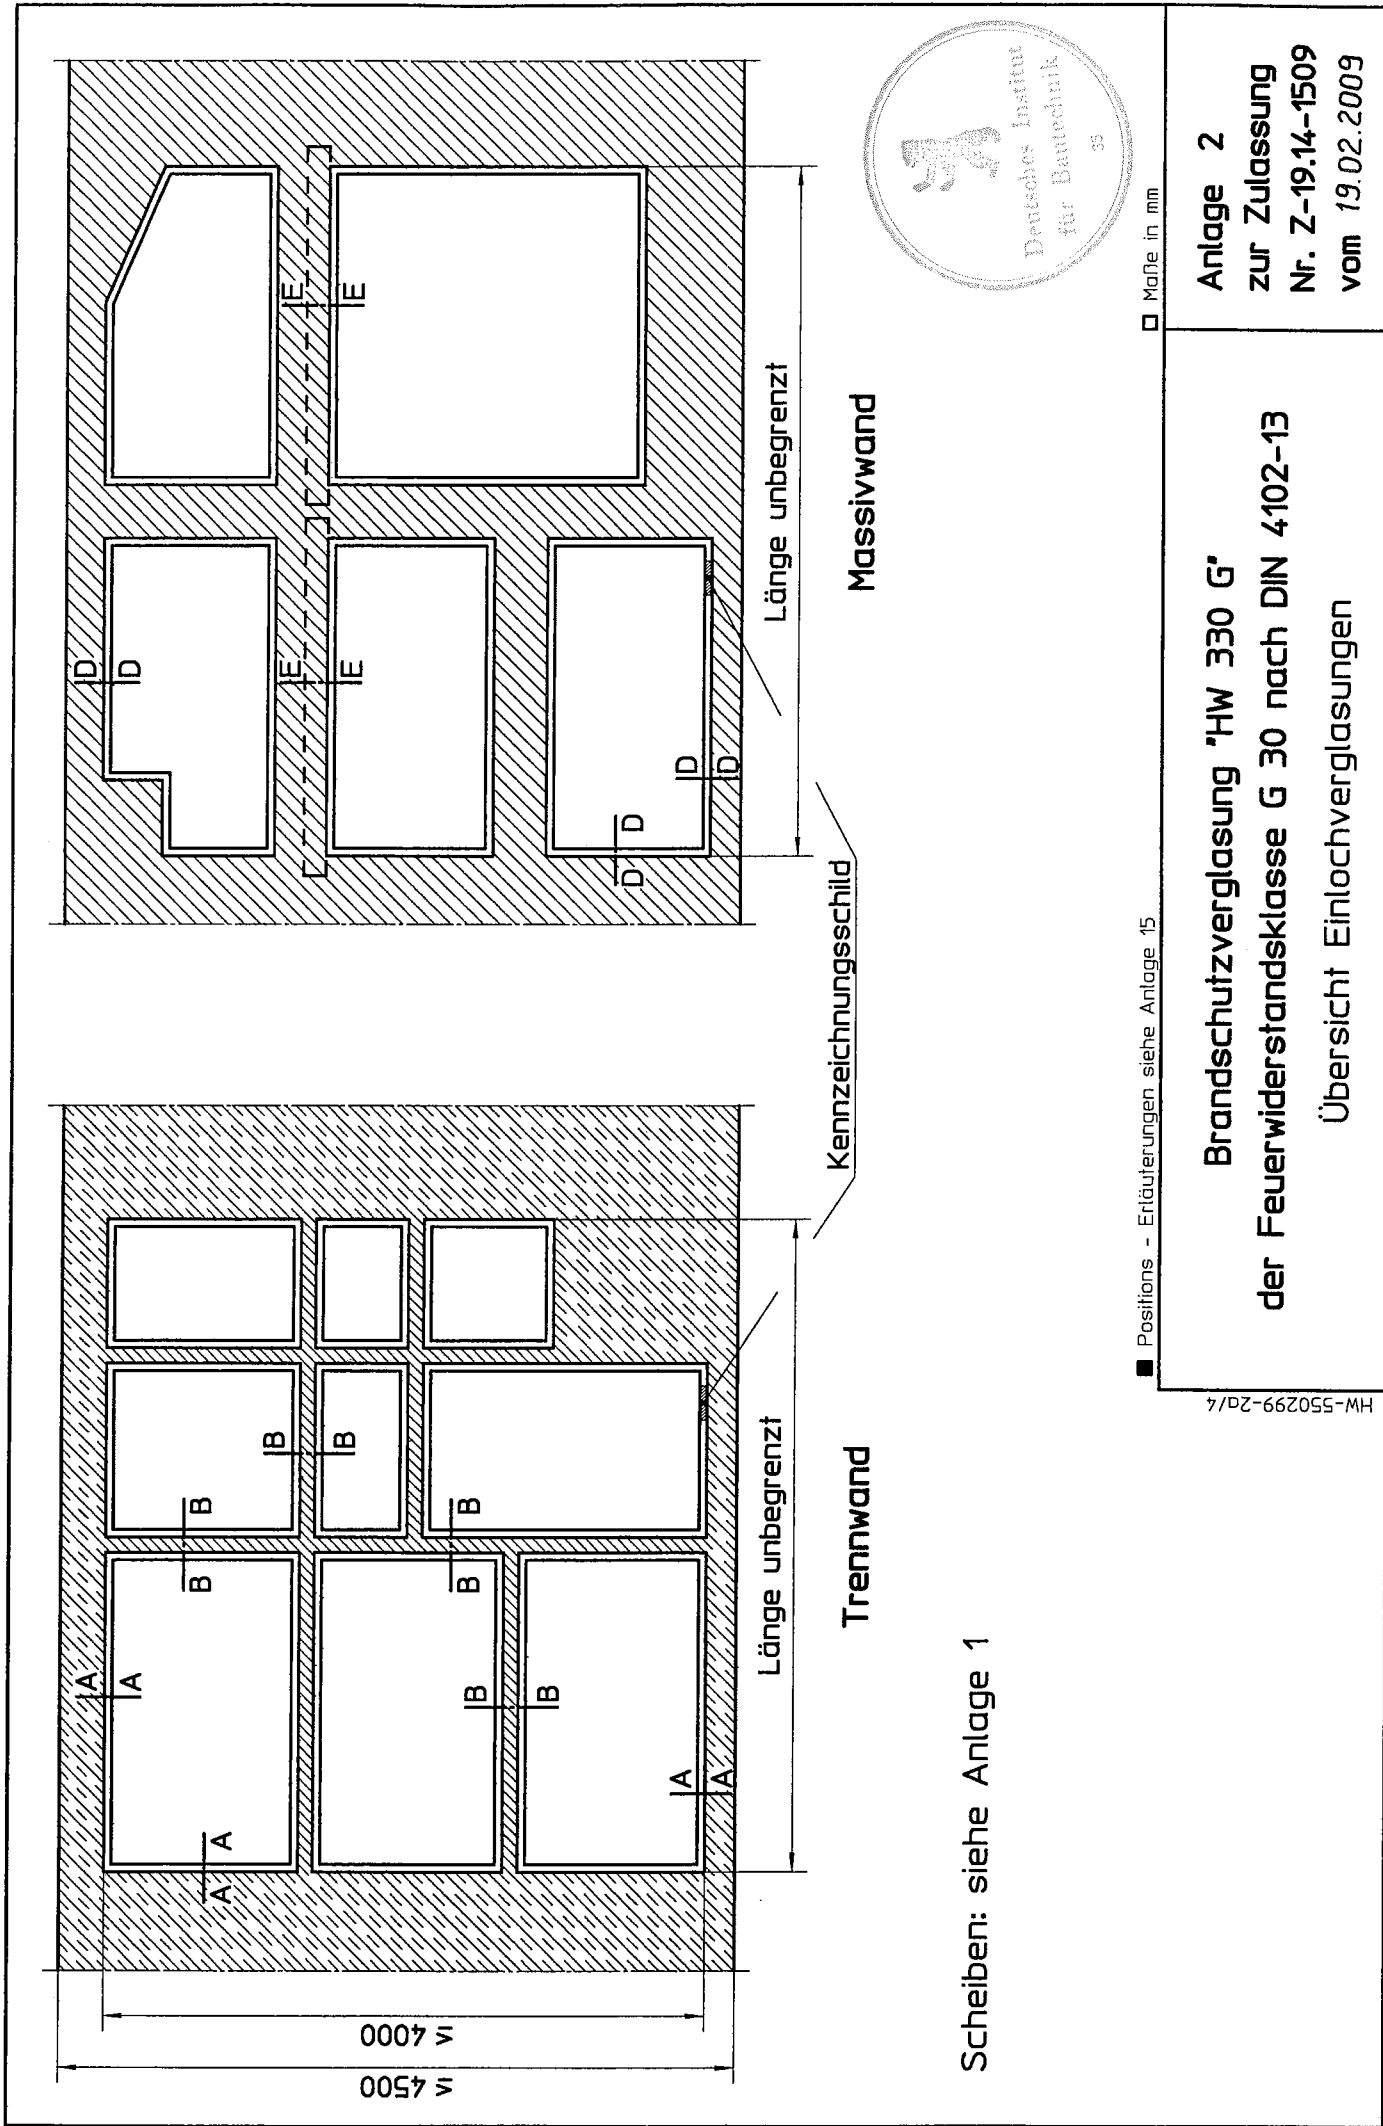 ≤ 4500
≤ 4000
A
A
A
A
B
B
B
B
B
B
B
B
A
A
Länge unbegrenzt
Trennwand
Scheiben: siehe Anlage 1
Kennzeichnungsschild
D
D
E
E
E
E
D
D
D
D
Länge unbegrenzt
Massivwand
Deutsches Institut
für Bautechnik
35
■ Positions - Erläuterungen siehe Anlage 15
□ Maße in mm
HW-550299-2a/4
Brandschutzverglasung "HW 330 G"
der Feuerwiderstandsklasse G 30 nach DIN 4102-13
Übersicht Einlochverglasungen
Anlage 2
zur Zulassung
Nr. Z-19.14-1509
vom 19.02.2009